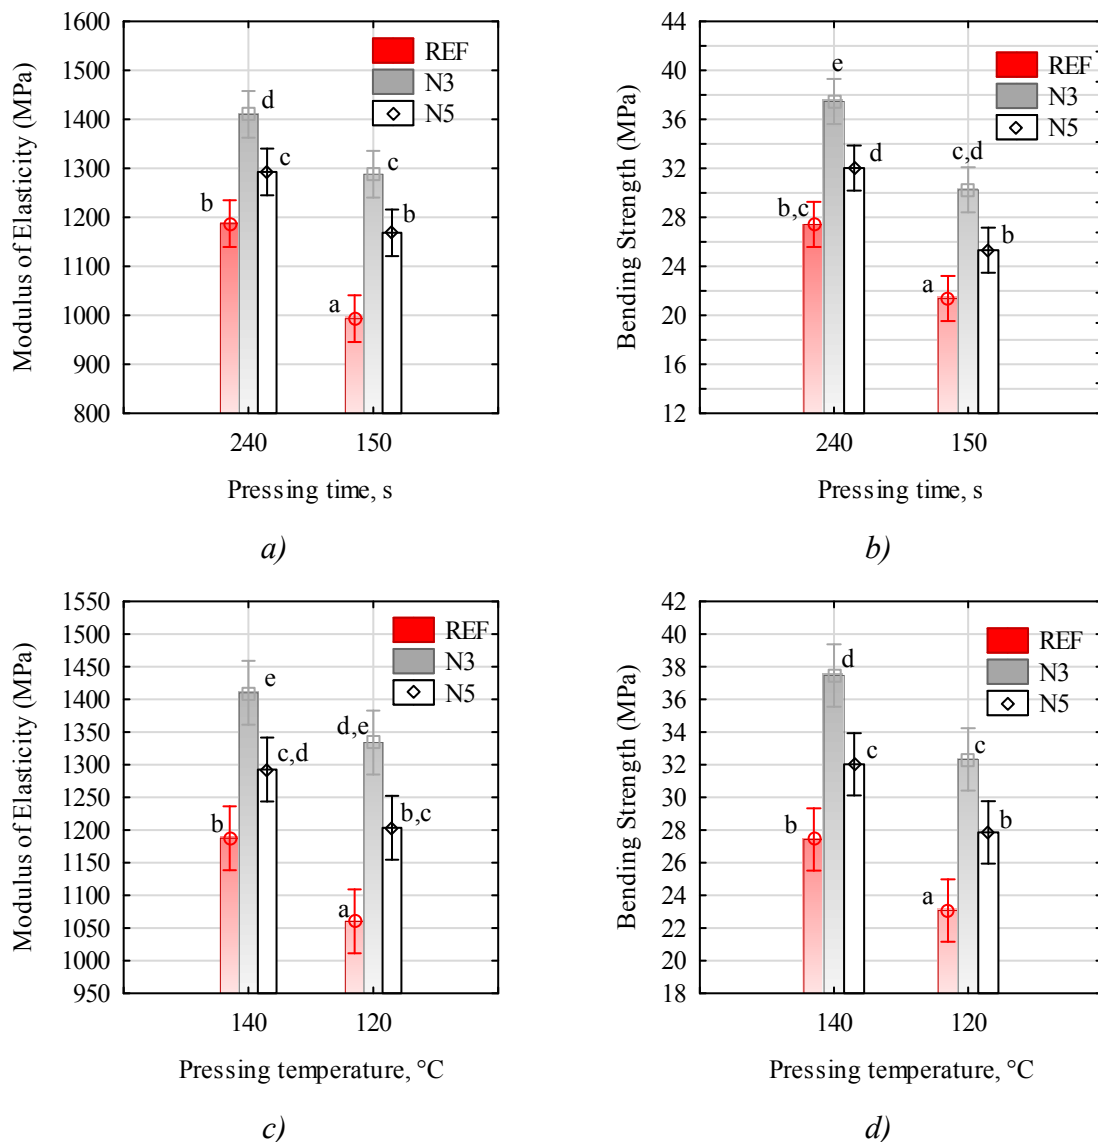 Modulus of Elasticity (MPa)
1600
1500
1400
1300
1200
1100
1000
900
800
REF
N3
N5
b
d
c
a
c
b
240
150
Pressing time, s
a)
Bending Strength (MPa)
44
40
36
32
28
24
20
16
12
REF
N3
N5
b,c
e
d
a
c,d
b
240
150
Pressing time, s
b)
Modulus of Elasticity (MPa)
1550
1500
1450
1400
1350
1300
1250
1200
1150
1100
1050
1000
950
REF
N3
N5
b
e
c,d
a
d,e
b,c
140
120
Pressing temperature, °C
c)
Bending Strength (MPa)
42
40
38
36
34
32
30
28
26
24
22
20
18
REF
N3
N5
b
d
c
a
c
b
140
120
Pressing temperature, °C
d)